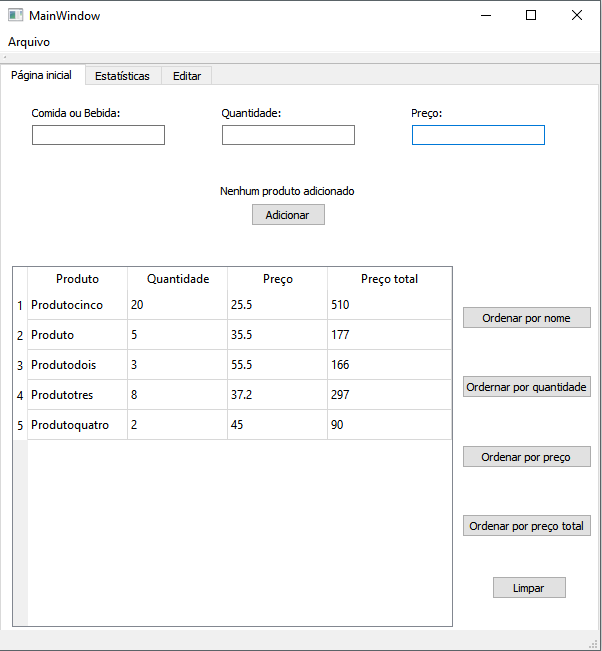 MainWindow
Arquivo
Página inicial Estatísticas Editar
Comida ou Bebida: Quantidade: Preço:
Nenhum produto adicionado
Adicionar
Produto Quantidade Preço Preço total
1 Produtocinco 20 25.5 510
2 Produto 5 35.5 177
3 Produtodois 3 55.5 166
4 Produtotres 8 37.2 297
5 Produtoquatro 2 45 90
Ordenar por nome
Ordernar por quantidade
Ordenar por preço
Ordenar por preço total
Limpar